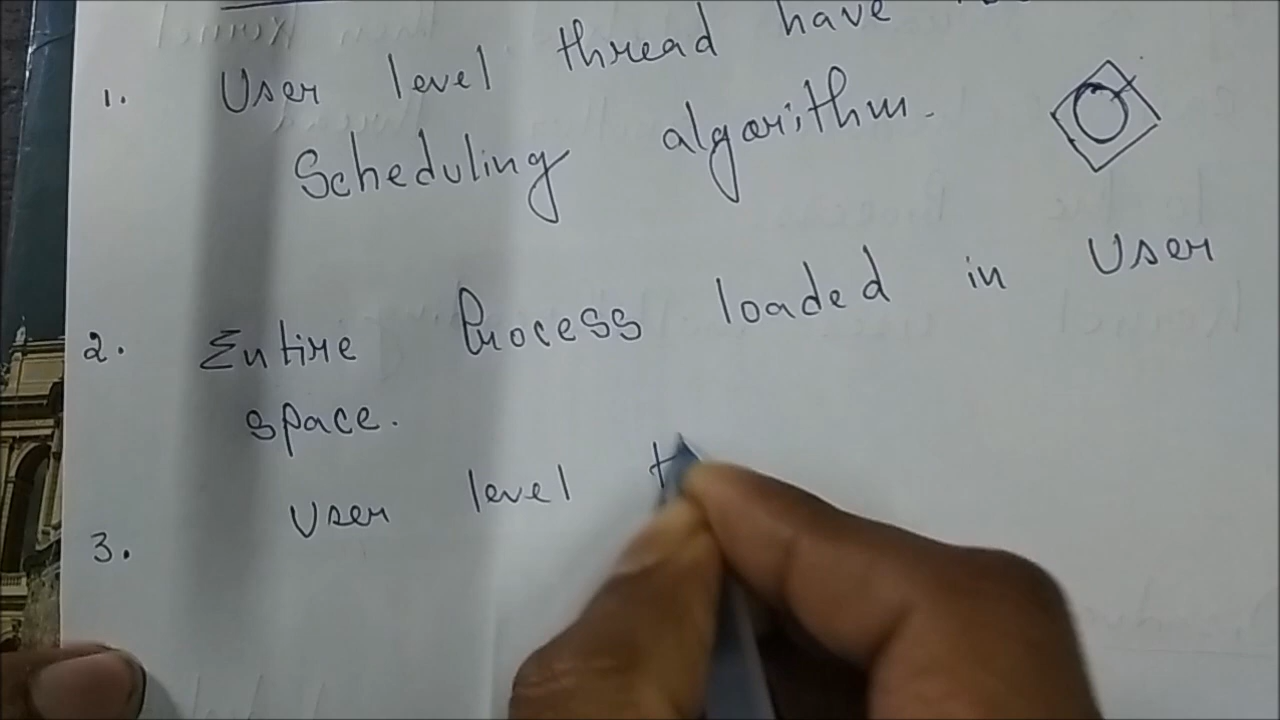 1. User level thread have
Scheduling algorithm.
2. Entire Process loaded in User
space.
3. User level t